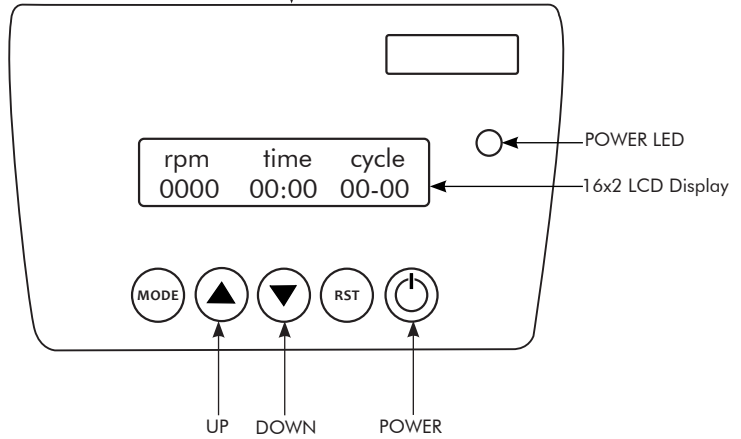 POWER LED
rpm time cycle
0000 00:00 00-00
16x2 LCD Display
MODE RST
UP DOWN POWER